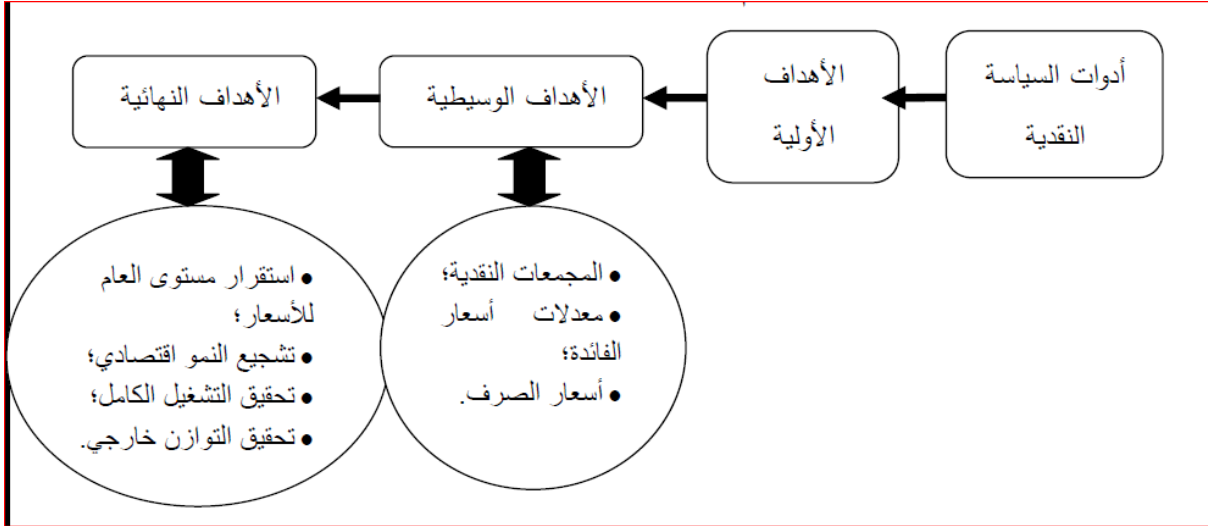 أدوات السياسة
النقدية
الأهداف
الأولية
الأهداف الوسيطية
الأهداف النهائية
• المجمعات النقدية؛
• معدلات أسعار
الفائدة؛
• أسعار الصرف.
• استقرار مستوى العام
للأسعار؛
• تشجيع النمو اقتصادي؛
• تحقيق التشغيل الكامل؛
• تحقيق التوازن خارجي.